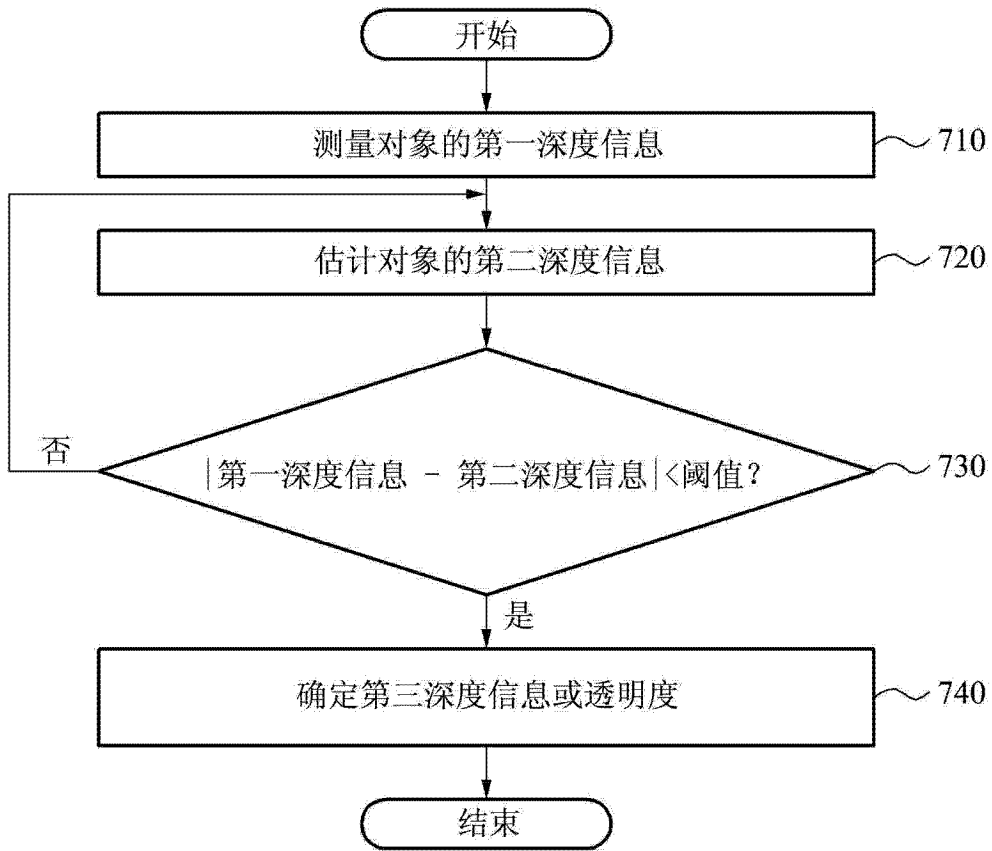 开始
测量对象的第一深度信息
710
估计对象的第二深度信息
720
否
|第一深度信息 - 第二深度信息|<阈值?
730
是
确定第三深度信息或透明度
740
结束